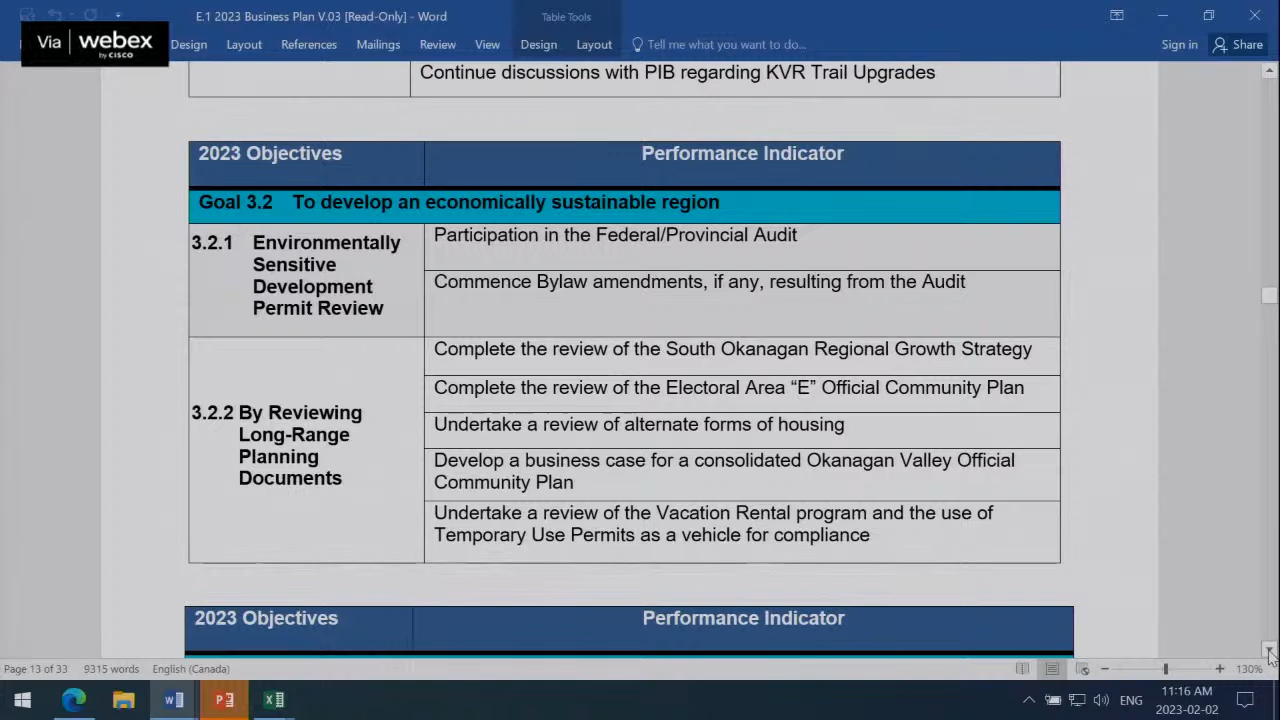 E.1 2023 Business Plan V.03 [Read-Only] - Word
Table Tools
Via webex
by CISCO
Design
Layout
References
Mailings
Review
View
Design
Layout
Tell me what you want to do...
Sign in
Share
Continue discussions with PIB regarding KVR Trail Upgrades
2023 Objectives
Performance Indicator
Goal 3.2 To develop an economically sustainable region
3.2.1 Environmentally
Sensitive
Development
Permit Review
Participation in the Federal/Provincial Audit
Commence Bylaw amendments, if any, resulting from the Audit
3.2.2 By Reviewing
Long-Range
Planning
Documents
Complete the review of the South Okanagan Regional Growth Strategy
Complete the review of the Electoral Area “E” Official Community Plan
Undertake a review of alternate forms of housing
Develop a business case for a consolidated Okanagan Valley Official
Community Plan
Undertake a review of the Vacation Rental program and the use of
Temporary Use Permits as a vehicle for compliance
2023 Objectives
Performance Indicator
Page 13 of 33
9315 words
English (Canada)
130%
ENG
11:16 AM
2023-02-02